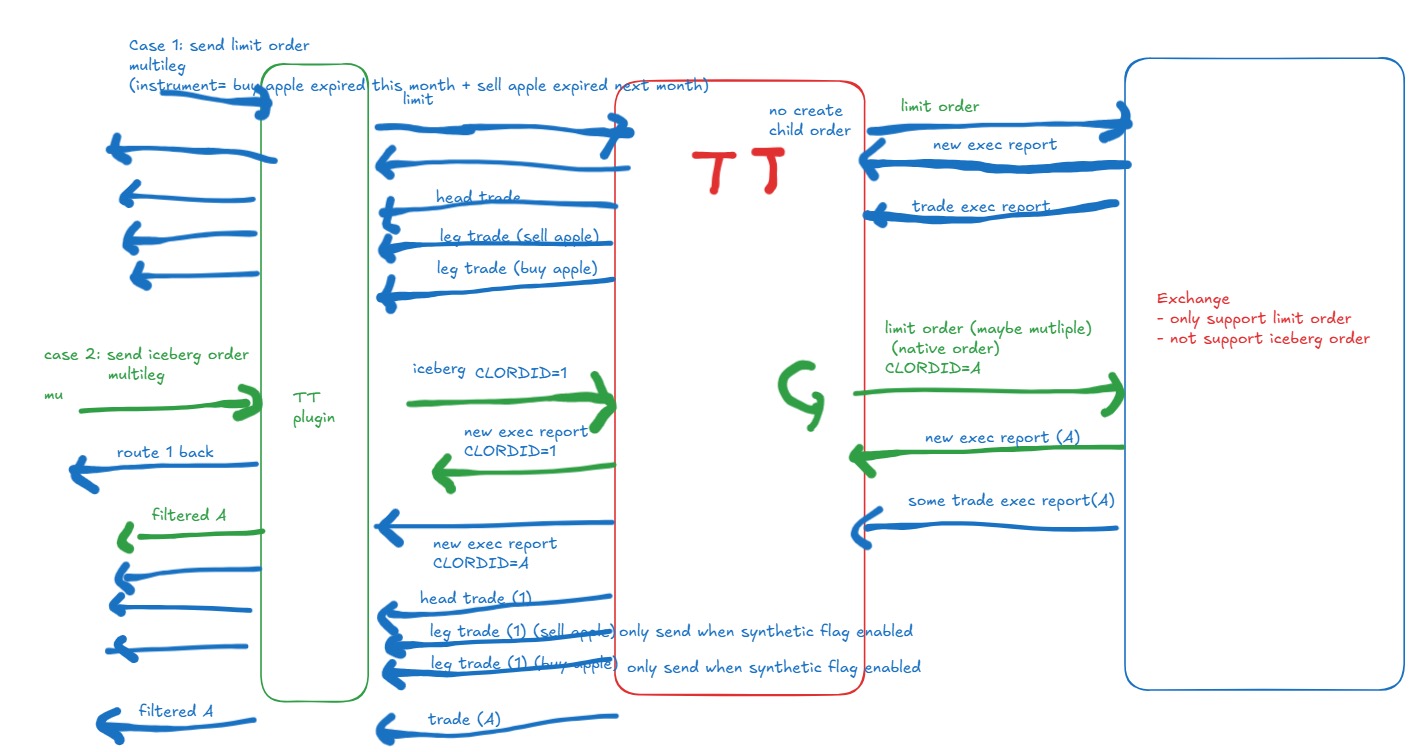 Case 1: send limit order
multileg
(instrument= buy apple expired this month + sell apple expired next month)
limit
no create
child order
limit order
new exec report
TT
head trade
trade exec report
leg trade (sell apple)
leg trade (buy apple)
Exchange
- only support limit order
- not support iceberg order
limit order (maybe mutliple)
(native order)
CLORDID=A
case 2: send iceberg order
multileg
mu
TT
plugin
iceberg CLORDID=1
new exec report
CLORDID=1
new exec report (A)
route 1 back
some trade exec report(A)
filtered A
new exec report
CLORDID=A
head trade (1)
leg trade (1) (sell apple) only send when synthetic flag enabled
leg trade (1) (buy apple) only send when synthetic flag enabled
filtered A
trade (A)